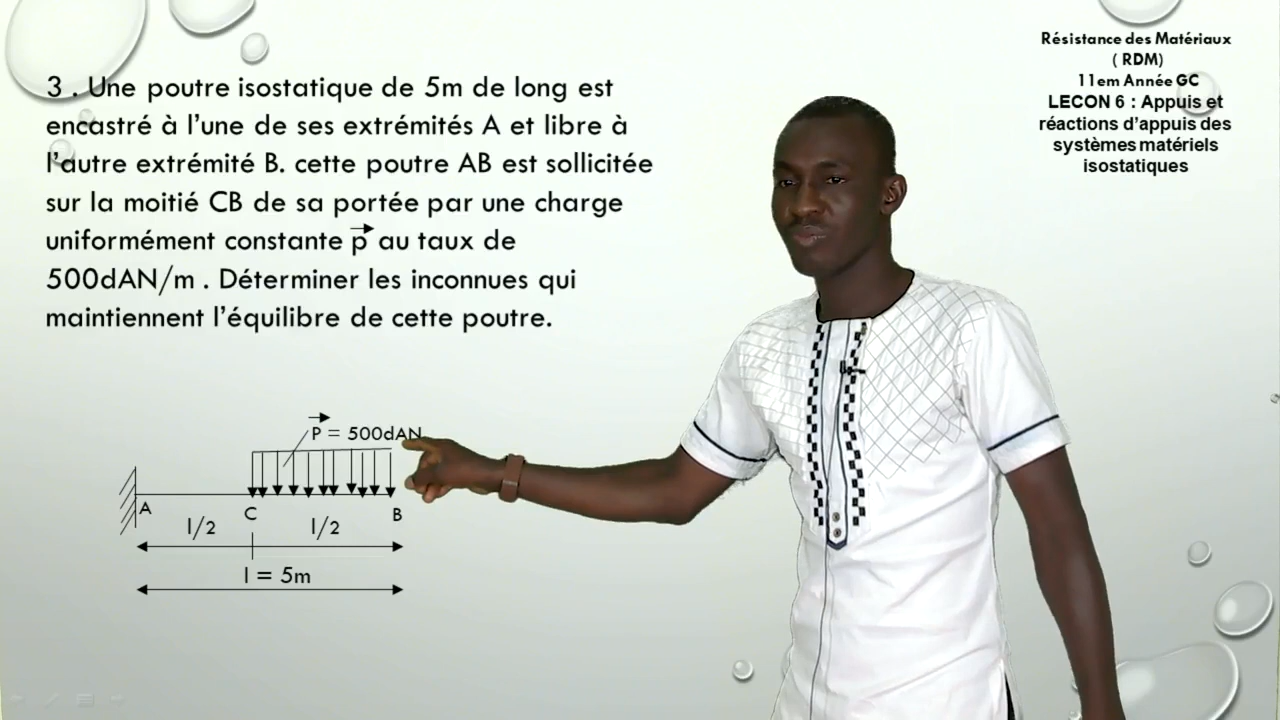 3 . Une poutre isostatique de 5m de long est
encastré à l'une de ses extrémités A et libre à
l'autre extrémité B. cette poutre AB est sollicitée
sur la moitié CB de sa portée par une charge
uniformément constante p au taux de
500dAN/m . Déterminer les inconnues qui
maintiennent l'équilibre de cette poutre.
Résistance des Matériaux
( RDM)
11em Année GC
LECON 6 : Appuis et
réactions d'appuis des
systèmes matériels
isostatiques
P = 500dAN
A
C
B
l/2
l/2
l = 5m